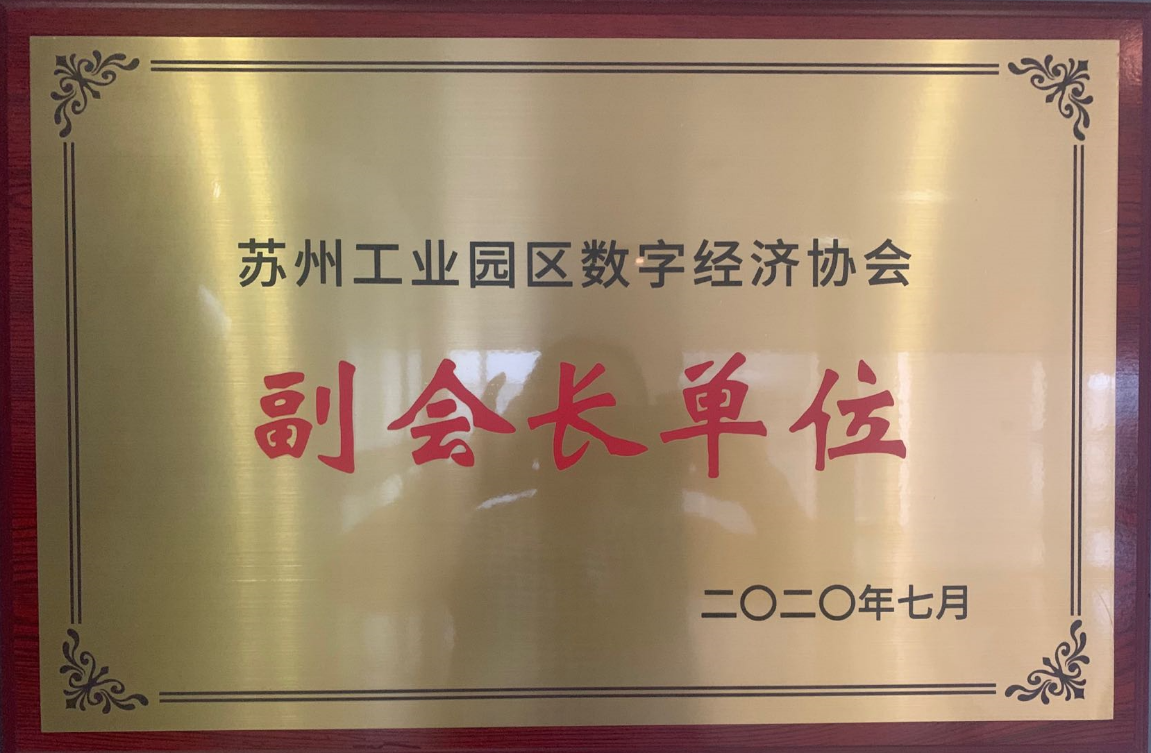 苏州工业园区数字经济协会
副会长单位
二〇二〇年七月